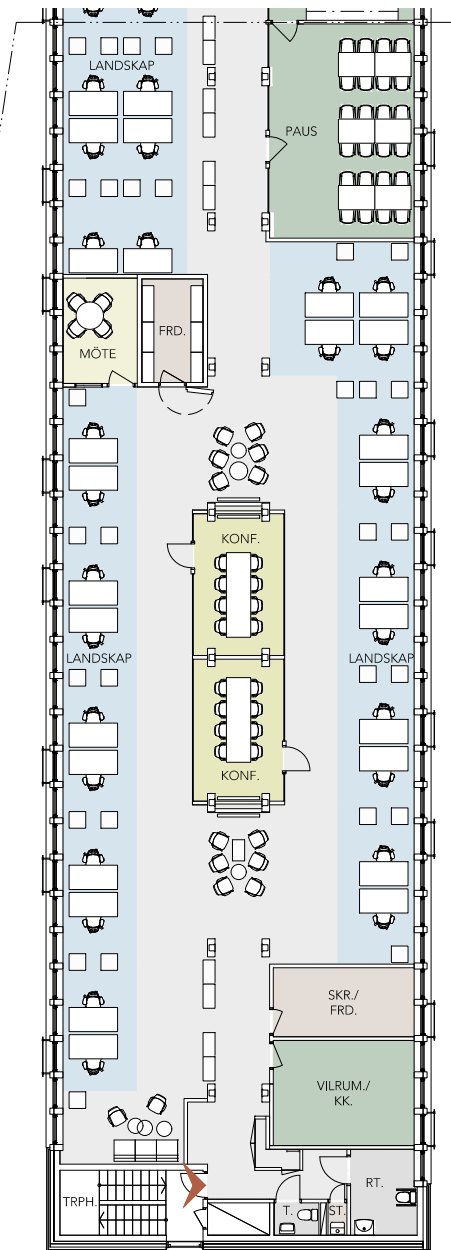 LANDSKAP
PAUS
FRD.
MÖTE
KONF.
LANDSKAP
LANDSKAP
KONF.
SKR./
FRD.
VILRUM./
KK.
TRPH.
T.
ST.
RT.